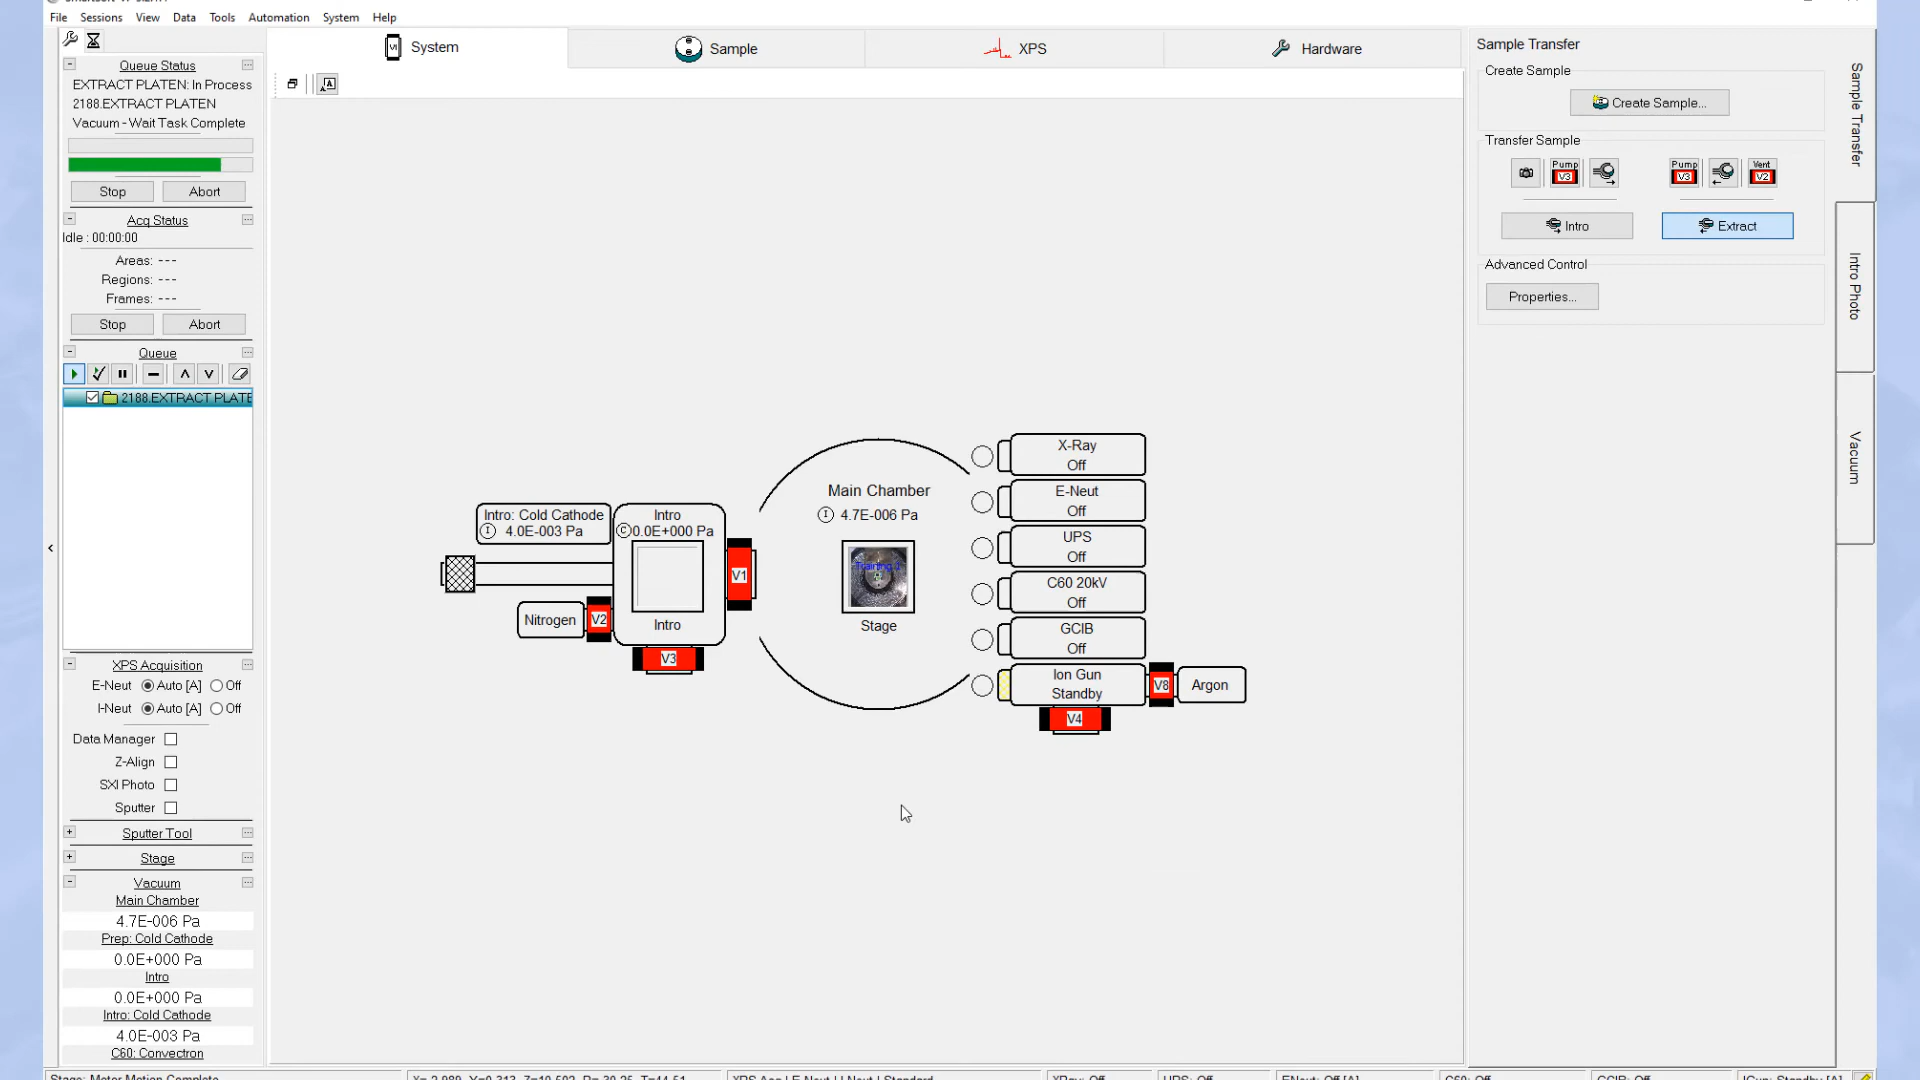 File Sessions View Data Tools Automation System Help
Queue Status
EXTRACT PLATEN: In Process
2188.EXTRACT PLATEN
Vacuum - Wait Task Complete
Stop Abort
Acq Status
Idle : 00:00:00
Areas: ---
Regions: ---
Frames: ---
Stop Abort
Queue
2188.EXTRACT PLATE
XPS Acquisition
E-Neut Auto [A] Off
I-Neut Auto [A] Off
Data Manager
Z-Align
SXI Photo
Sputter
Sputter Tool
Stage
Vacuum
Main Chamber
4.7E-006 Pa
Prep: Cold Cathode
0.0E+000 Pa
Intro
0.0E+000 Pa
Intro: Cold Cathode
4.0E-003 Pa
C60: Convectron
System Sample XPS Hardware
Intro: Cold Cathode
I 4.0E-003 Pa
Intro
C 0.0E+000 Pa
Intro
Nitrogen
V2
V3
V1
Main Chamber
I 4.7E-006 Pa
Stage
X-Ray
Off
E-Neut
Off
UPS
Off
C60 20kV
Off
GCIB
Off
Ion Gun
Standby
V8
Argon
V4
Sample Transfer
Create Sample
Create Sample...
Transfer Sample
Pump
V3
Pump
V3
Vent
V2
Intro Extract
Advanced Control
Properties...
Sample Transfer
Intro Photo
Vacuum